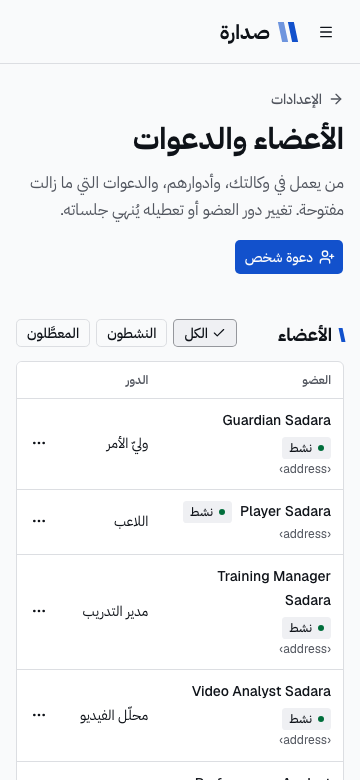 صدارة
الإعدادات
الأعضاء والدعوات
من يعمل في وكالتك، وأدوارهم، والدعوات التي ما زالت
مفتوحة. تغيير دور العضو أو تعطيله يُنهي جلساته.
دعوة شخص
الأعضاء
الكل
النشطون
المعطَّلون
العضو
الدور
Guardian Sadara
نشط
‹address›
وليّ الأمر
Player Sadara
نشط
‹address›
اللاعب
Training Manager
Sadara
نشط
‹address›
مدير التدريب
Video Analyst Sadara
نشط
‹address›
محلّل الفيديو